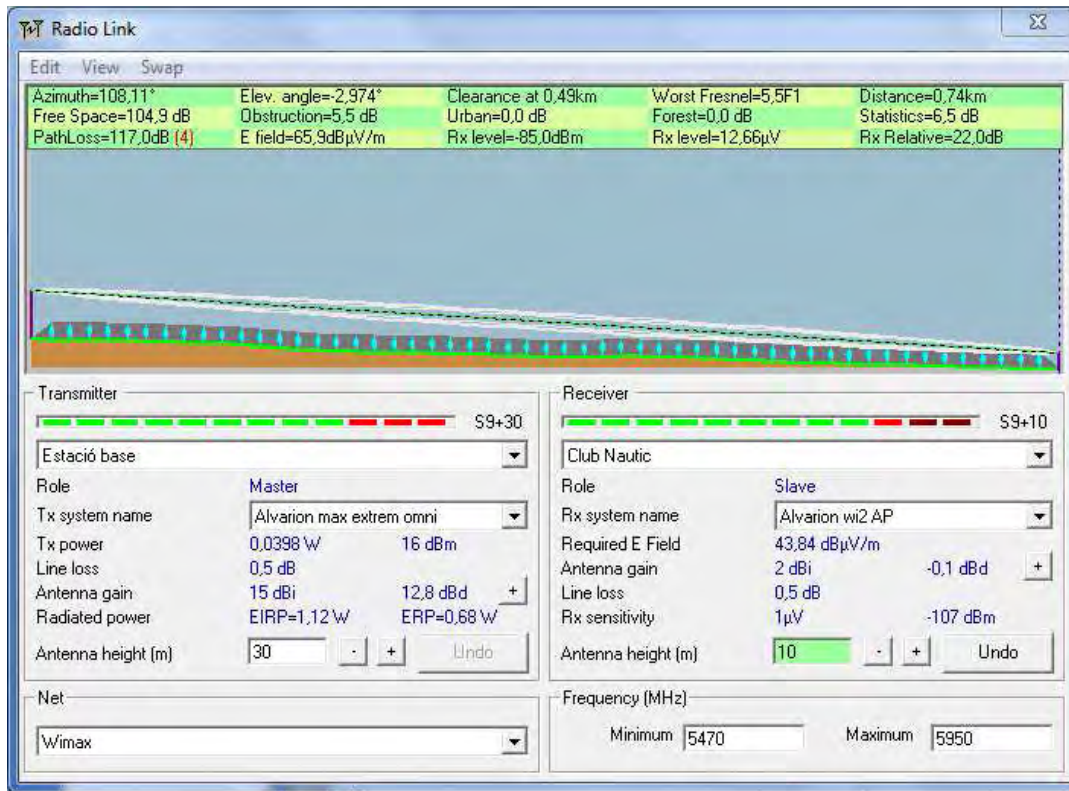 Radio Link
Edit View Swap
Azimuth=108,11° Elev. angle=-2,974° Clearance at 0,49km Worst Fresnel=5,5F1 Distance=0,74km
Free Space=104,9 dB Obstruction=5,5 dB Urban=0,0 dB Forest=0,0 dB Statistics=6,5 dB
PathLoss=117,0dB (4) E field=65,9dBµV/m Rx level=-85,0dBm Rx level=12,66µV Rx Relative=22,0dB
Transmitter
S9+30
Estació base
Role Master
Tx system name Alvarion max extrem omni
Tx power 0,0398 W 16 dBm
Line loss 0,5 dB
Antenna gain 15 dBi 12,8 dBd +
Radiated power EIRP=1,12 W ERP=0,68 W
Antenna height (m) 30 - + Undo
Receiver
S9+10
Club Nautic
Role Slave
Rx system name Alvarion wi2 AP
Required E Field 43,84 dBµV/m
Antenna gain 2 dBi -0,1 dBd +
Line loss 0,5 dB
Rx sensitivity 1µV -107 dBm
Antenna height (m) 10 - + Undo
Net
Wimax
Frequency (MHz)
Minimum 5470 Maximum 5950